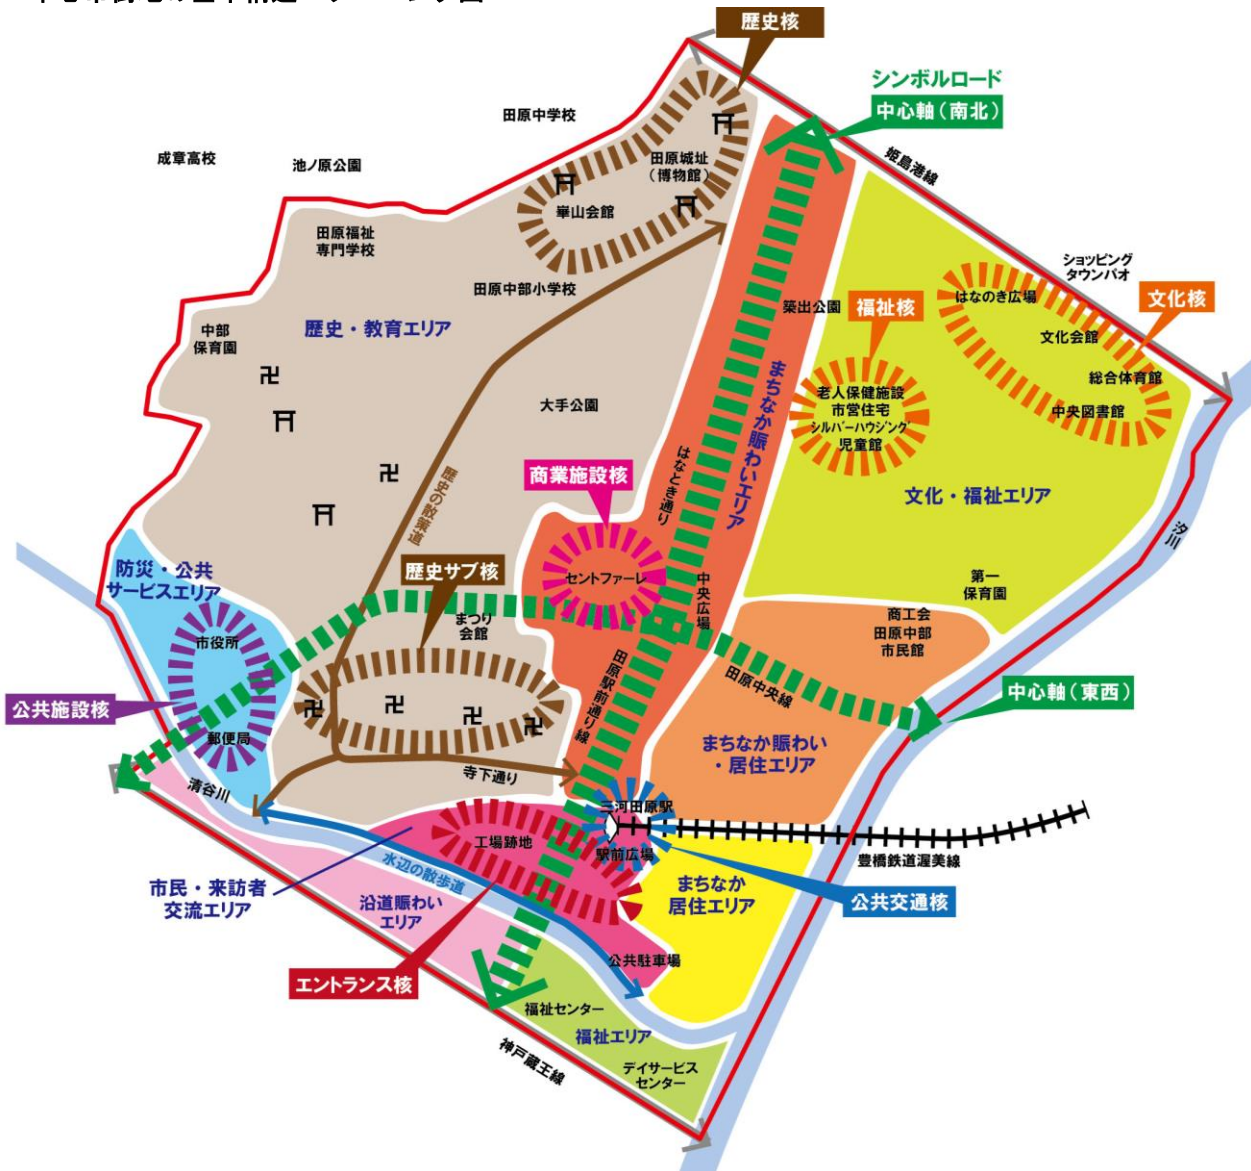 歴史核
シンボルロード
中心軸(南北)
田原中学校
成章高校
池ノ原公園
姫島港線
田原城址
(博物館)
崋山会館
田原福祉
専門学校
田原中部小学校
ショッピング
タウンパオ
はなのき広場
文化核
築出公園
福祉核
歴史・教育エリア
中部
保育園
文化会館
総合体育館
中央図書館
まちなか賑わいエリア
老人保健施設
市営住宅
シルバーハウジング
児童館
大手公園
はなとき通り
商業施設核
文化・福祉エリア
歴史の散策道
汐川
防災・公共
サービスエリア
歴史サブ核
セントファーレ
中央広場
第一
保育園
まつり
会館
商工会
田原中部
市民館
市役所
田原駅前通り線
田原中央線
中心軸(東西)
公共施設核
郵便局
まちなか賑わい
・居住エリア
清谷川
寺下通り
三河田原駅
工場跡地
駅前広場
豊橋鉄道渥美線
水辺の散歩道
市民・来訪者
交流エリア
沿道賑わい
エリア
まちなか
居住エリア
公共交通核
公共駐車場
エントランス核
福祉センター
福祉エリア
神戸蔵王線
デイサービス
センター